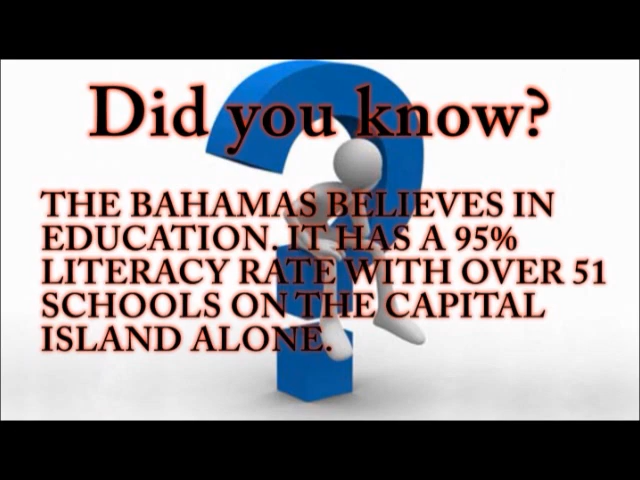 Did you know?
THE BAHAMAS BELIEVES IN
EDUCATION. IT HAS A 95%
LITERACY RATE WITH OVER 51
SCHOOLS ON THE CAPITAL
ISLAND ALONE.